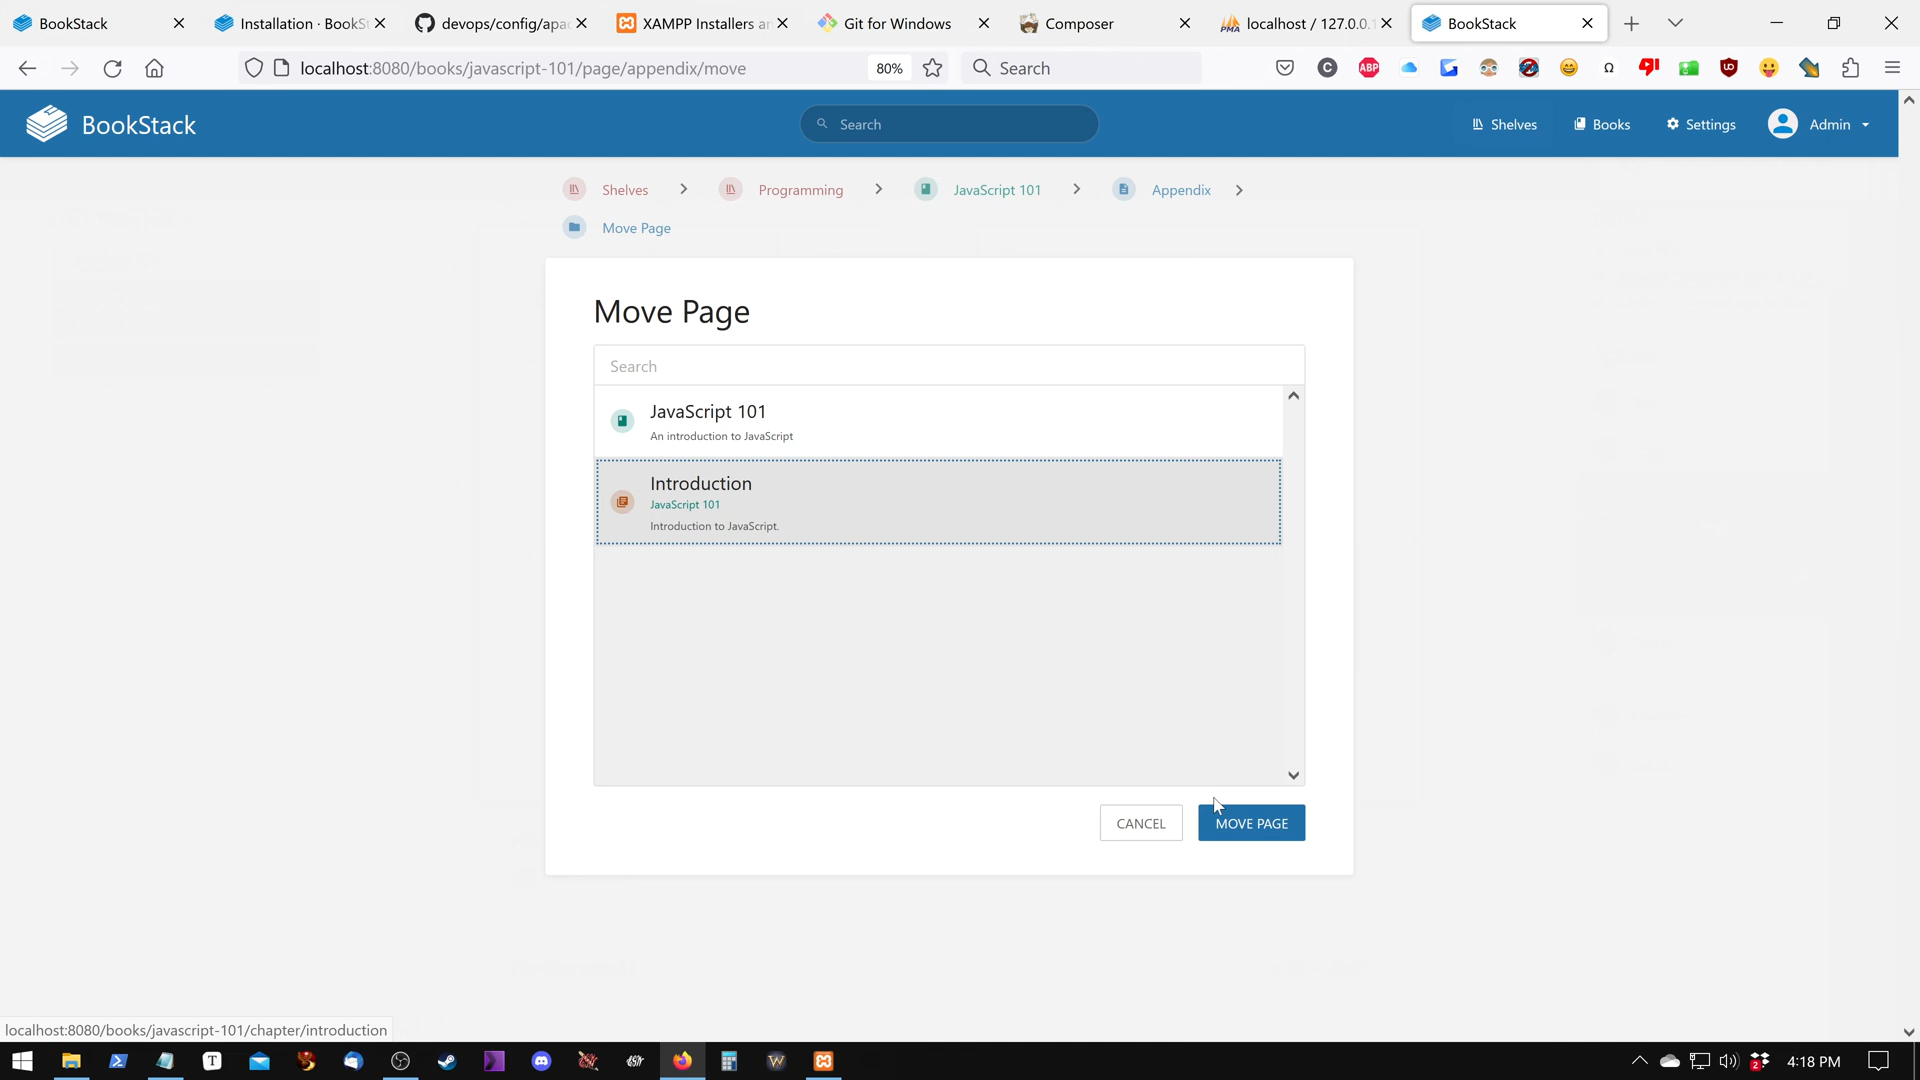 BookStack
Installation · BookSt
devops/config/apac
XAMPP Installers an
Git for Windows
Composer
localhost / 127.0.0.1
BookStack
localhost:8080/books/javascript-101/page/appendix/move
80%
Search
BookStack
Search
Shelves
Books
Settings
Admin
Shelves
Programming
JavaScript 101
Appendix
Move Page
Move Page
Search
JavaScript 101
An introduction to JavaScript
Introduction
JavaScript 101
Introduction to JavaScript.
CANCEL
MOVE PAGE
localhost:8080/books/javascript-101/chapter/introduction
4:18 PM